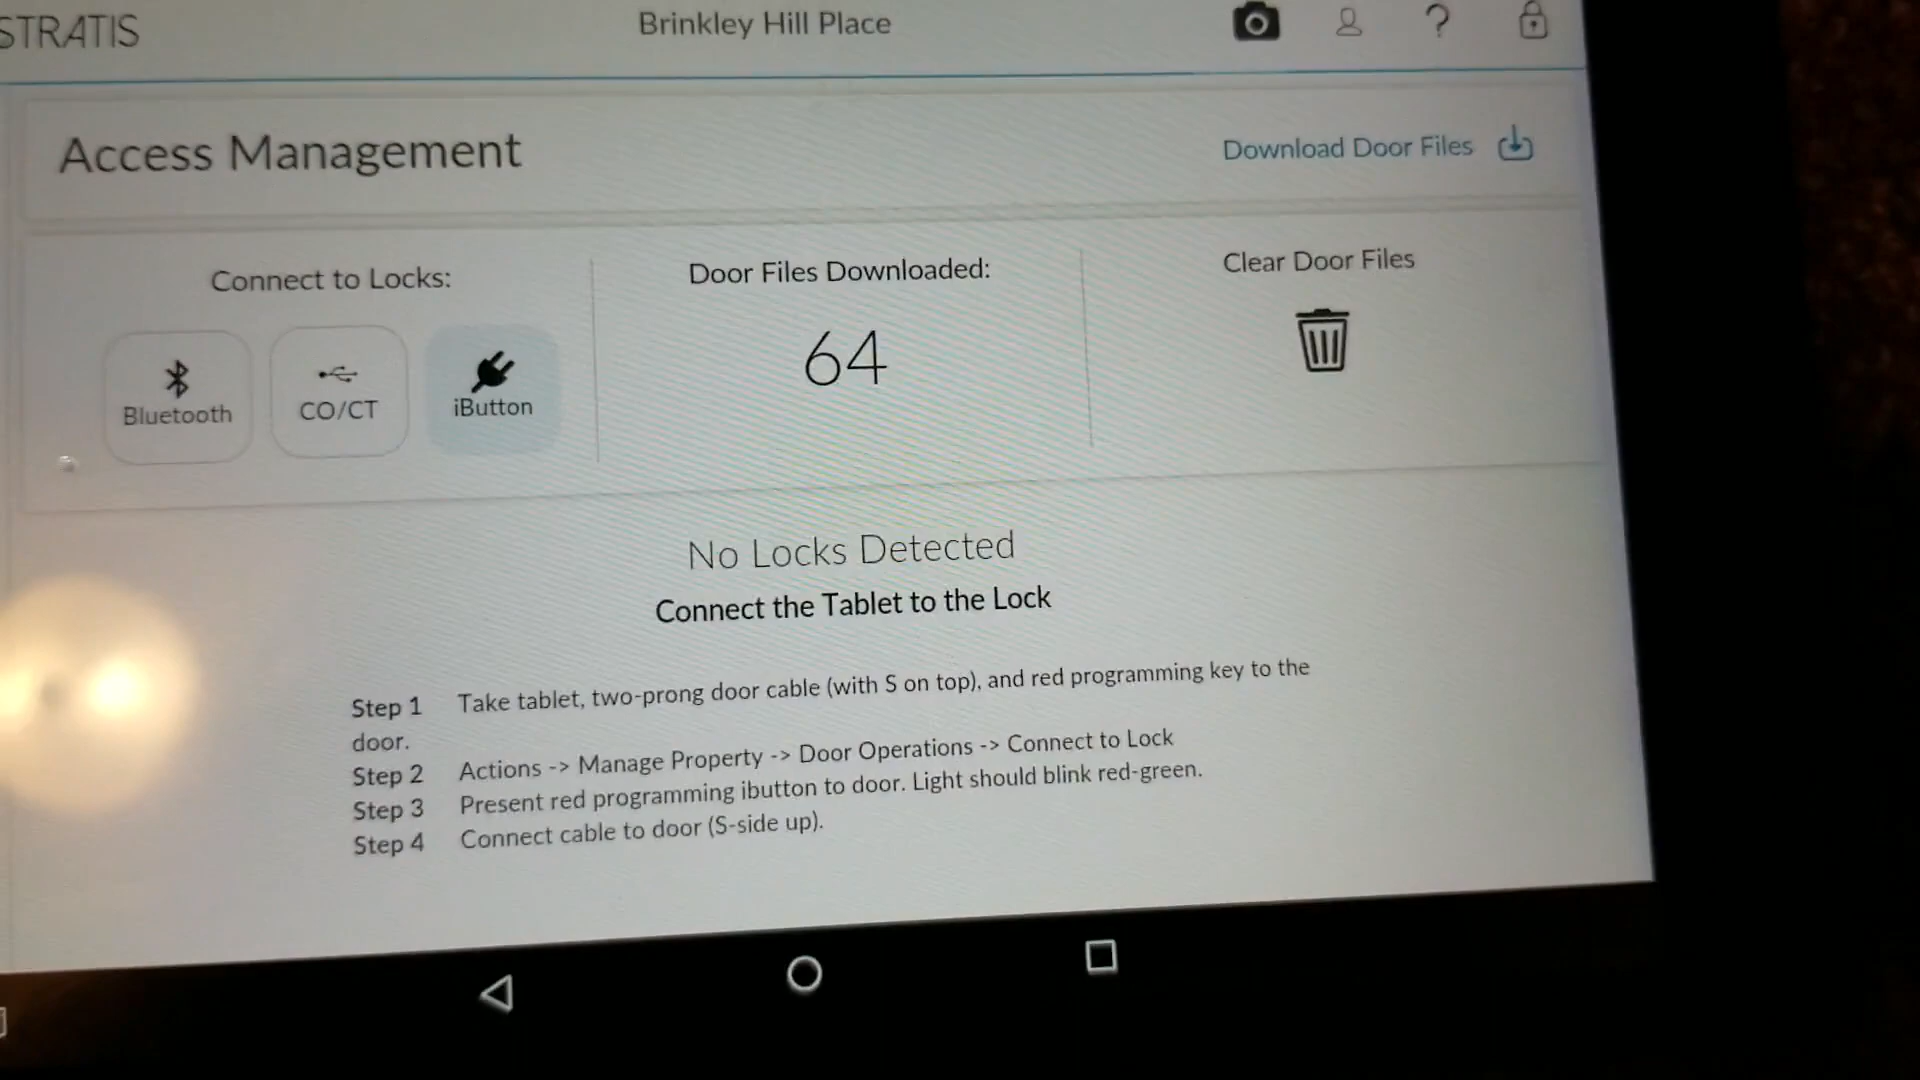 STRATIS
Brinkley Hill Place
?
Access Management
Download Door Files
Connect to Locks:
Door Files Downloaded:
Clear Door Files
64
Bluetooth
CO/CT
iButton
No Locks Detected
Connect the Tablet to the Lock
Step 1 Take tablet, two-prong door cable (with S on top), and red programming key to the
door.
Step 2 Actions -> Manage Property -> Door Operations -> Connect to Lock
Step 3 Present red programming ibutton to door. Light should blink red-green.
Step 4 Connect cable to door (S-side up).